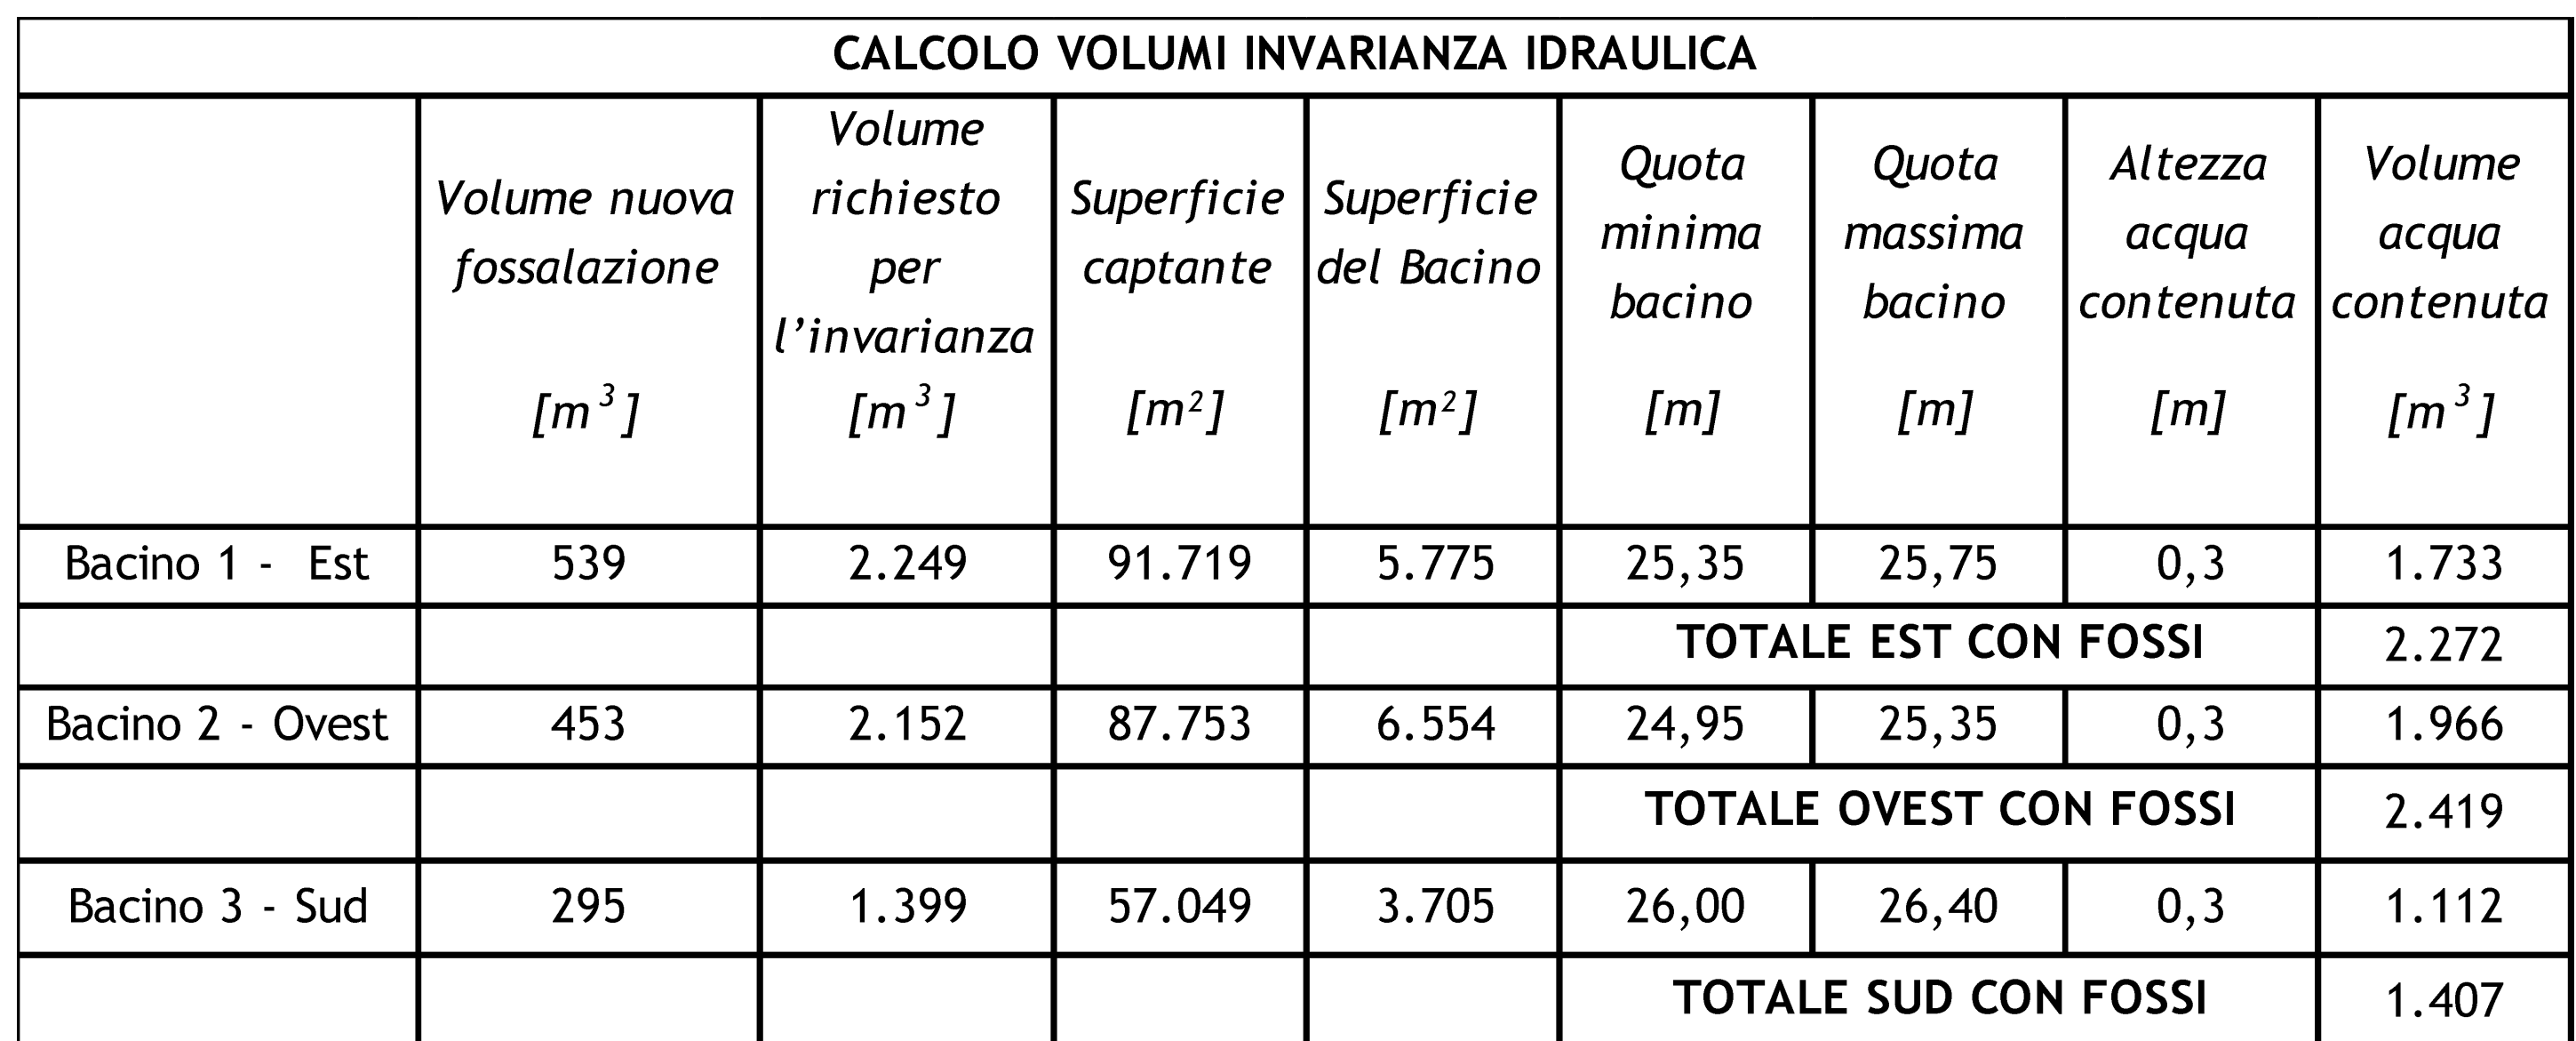 CALCOLO VOLUMI INVARIANZA IDRAULICA
Volume nuova
fossalazione
[m³]
Volume
richiesto
per
l’invarianza
[m³]
Superficie
captante
[m²]
Superficie
del Bacino
[m²]
Quota
minima
bacino
[m]
Quota
massima
bacino
[m]
Altezza
acqua
contenuta
[m]
Volume
acqua
contenuta
[m³]
Bacino 1 - Est 539 2.249 91.719 5.775 25,35 25,75 0,3 1.733
TOTALE EST CON FOSSI 2.272
Bacino 2 - Ovest 453 2.152 87.753 6.554 24,95 25,35 0,3 1.966
TOTALE OVEST CON FOSSI 2.419
Bacino 3 - Sud 295 1.399 57.049 3.705 26,00 26,40 0,3 1.112
TOTALE SUD CON FOSSI 1.407